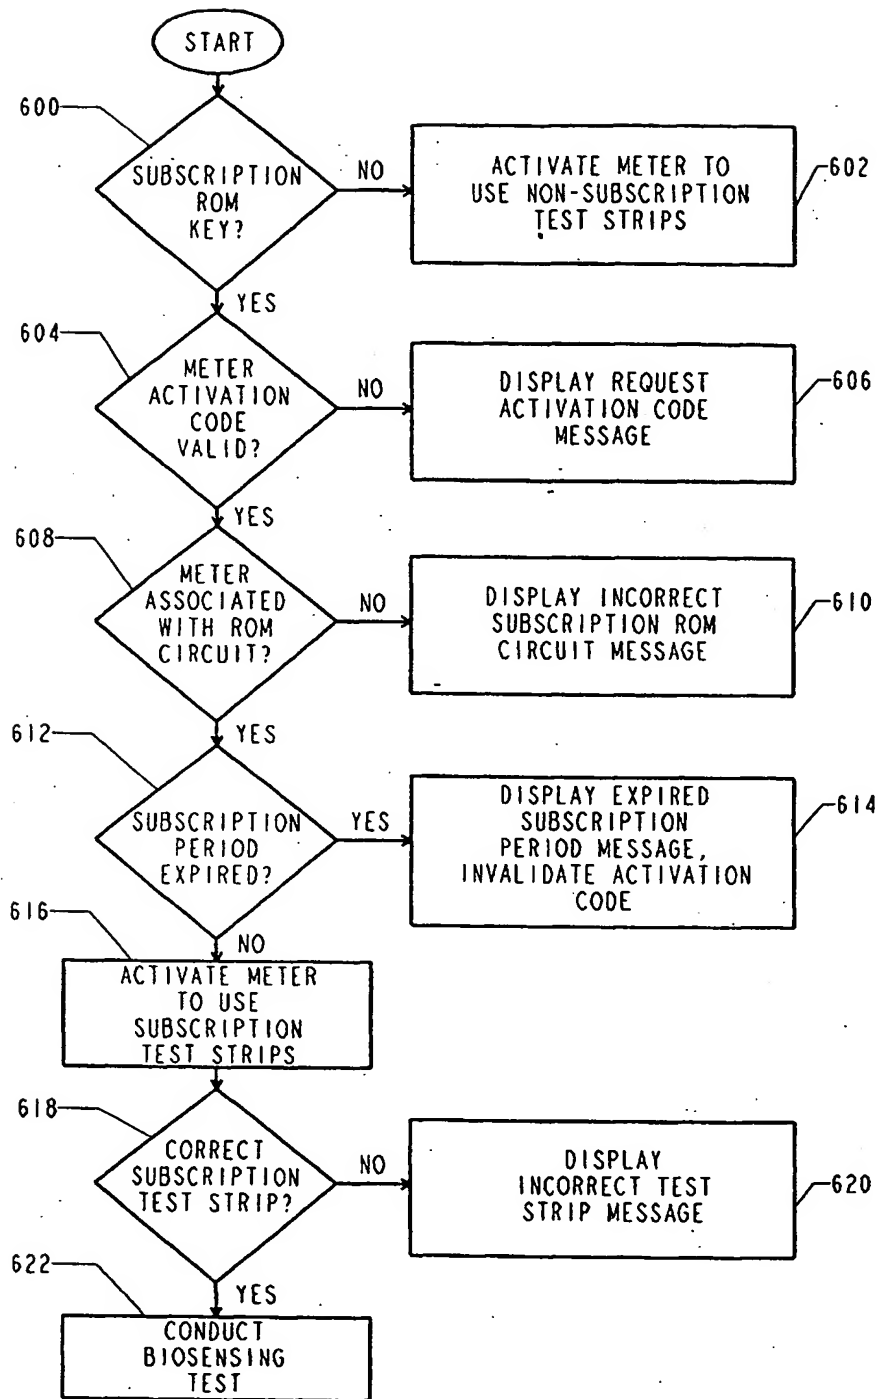 START
600
SUBSCRIPTION
ROM
KEY?
NO
ACTIVATE METER TO
USE NON-SUBSCRIPTION
TEST STRIPS
602
YES
604
METER
ACTIVATION
CODE
VALID?
NO
DISPLAY REQUEST
ACTIVATION CODE
MESSAGE
606
YES
608
METER
ASSOCIATED
WITH ROM
CIRCUIT?
NO
DISPLAY INCORRECT
SUBSCRIPTION ROM
CIRCUIT MESSAGE
610
YES
612
SUBSCRIPTION
PERIOD
EXPIRED?
YES
DISPLAY EXPIRED
SUBSCRIPTION
PERIOD MESSAGE,
INVALIDATE ACTIVATION
CODE
614
NO
616
ACTIVATE METER
TO USE
SUBSCRIPTION
TEST STRIPS
618
CORRECT
SUBSCRIPTION
TEST STRIP?
NO
DISPLAY
INCORRECT TEST
STRIP MESSAGE
620
YES
622
CONDUCT
BIOSENSING
TEST